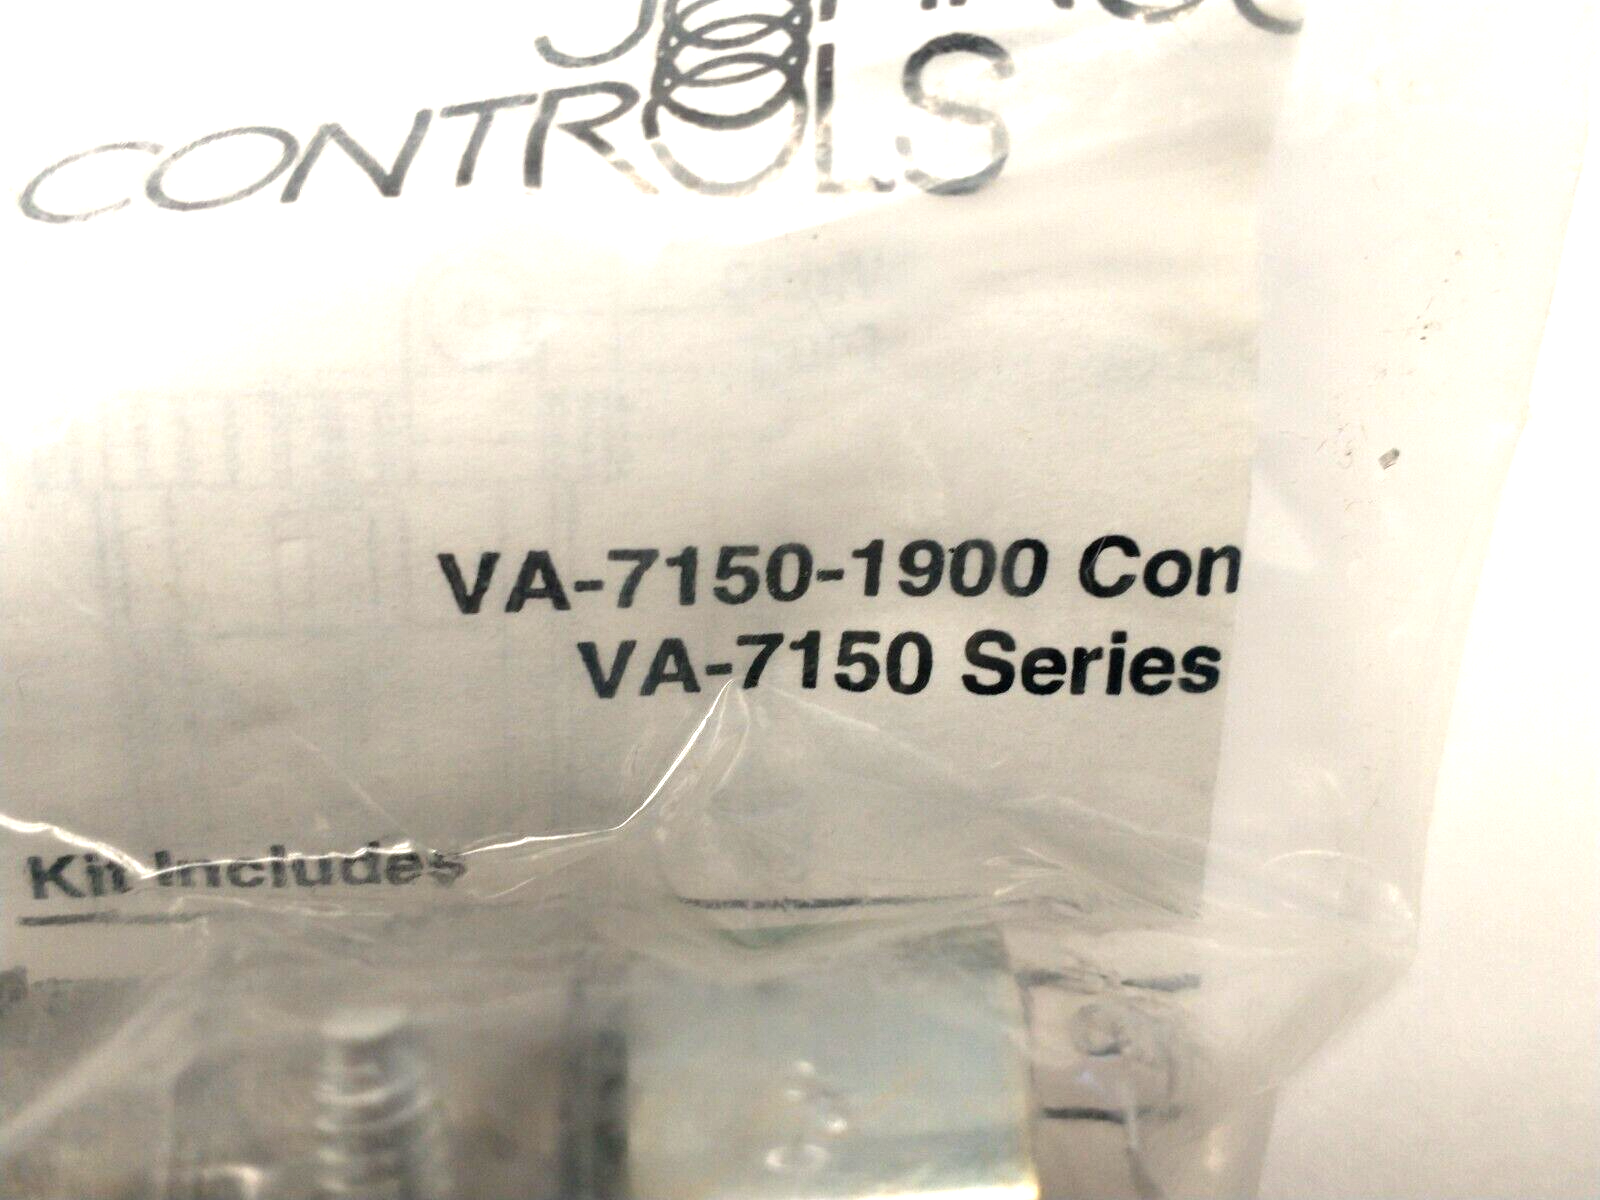 CONTROLS
VA-7150-1900 Con
VA-7150 Series
Kit Includes